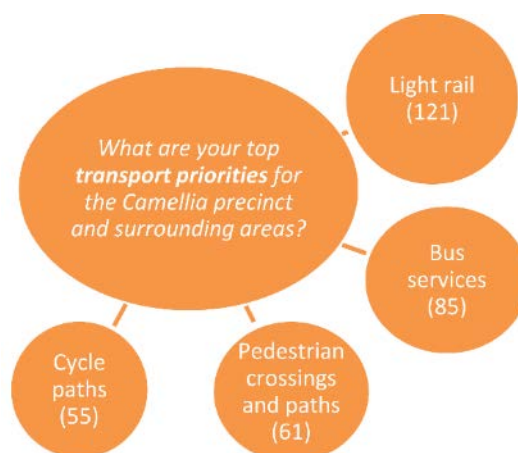 What are your top
transport priorities for
the Camellia precinct
and surrounding areas?
Light rail
(121)
Bus
services
(85)
Pedestrian
crossings
and paths
(61)
Cycle
paths
(55)